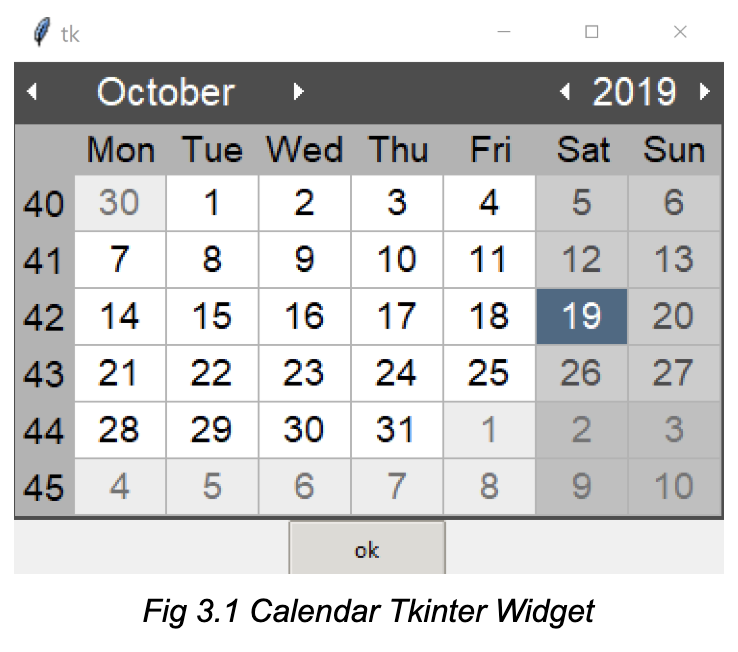 tk
October 2019
Mon Tue Wed Thu Fri Sat Sun
40 30 1 2 3 4 5 6
41 7 8 9 10 11 12 13
42 14 15 16 17 18 19 20
43 21 22 23 24 25 26 27
44 28 29 30 31 1 2 3
45 4 5 6 7 8 9 10
ok
Fig 3.1 Calendar Tkinter Widget